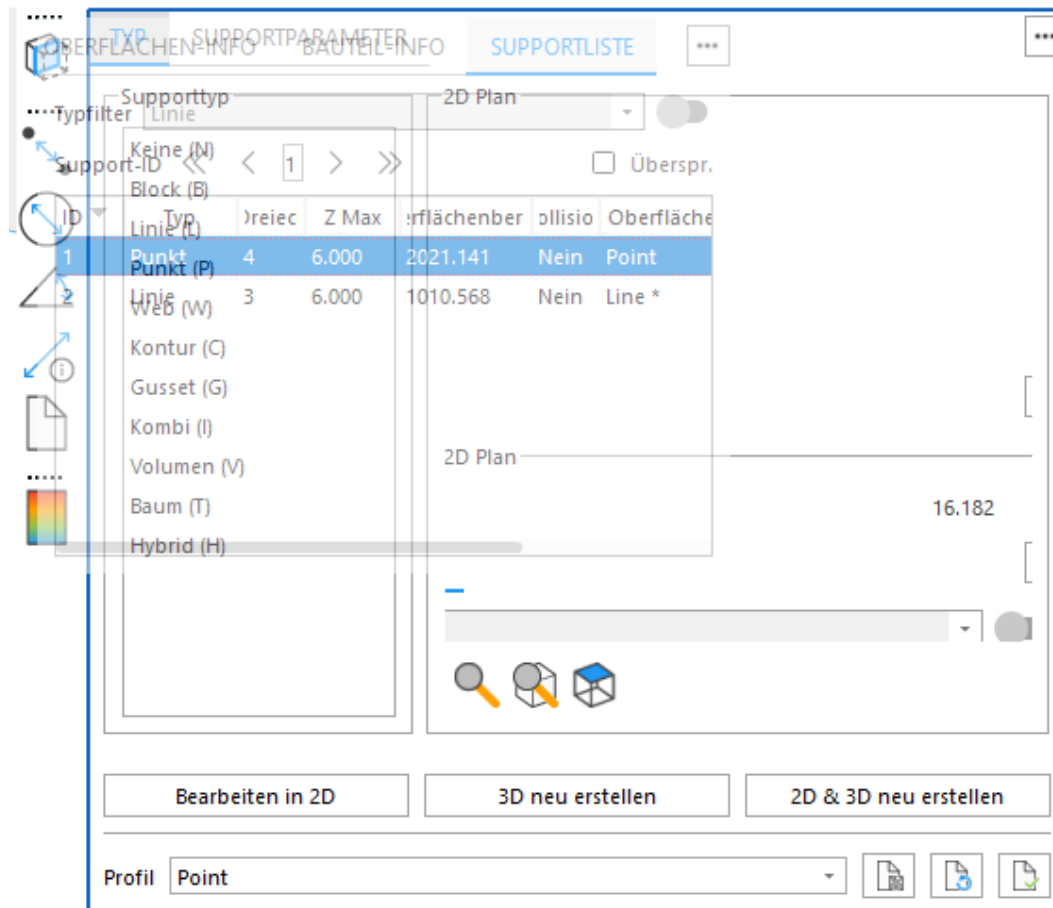 TYP SUPPORTPARAMETER
OBERFLÄCHEN-INFO BAUTEIL-INFO SUPPORTLISTE
Supporttyp 2D Plan
Typfilter Linie
Keine (N)
Support-ID 1 Überspr.
Block (B)
ID Typ Dreiec Z Max erflächenber ollisio Oberfläche
Linie (L)
1 Punkt 4 6.000 2021.141 Nein Point
Punkt (P)
2 Linie 3 6.000 1010.568 Nein Line *
Web (W)
Kontur (C)
Gusset (G)
Kombi (I)
Volumen (V)
2D Plan
Baum (T)
16.182
Hybrid (H)
Bearbeiten in 2D 3D neu erstellen 2D & 3D neu erstellen
Profil Point